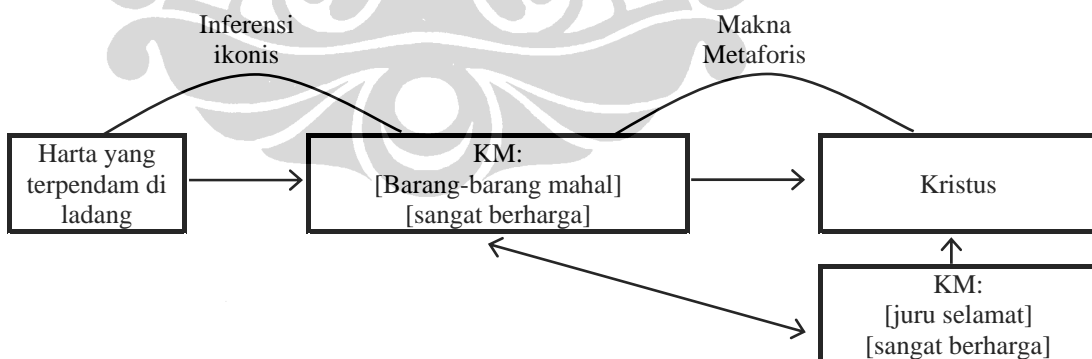 Inferensi
ikonis
Makna
Metaforis
Harta yang
terpendam di
ladang
KM:
[Barang-barang mahal]
[sangat berharga]
Kristus
KM:
[juru selamat]
[sangat berharga]